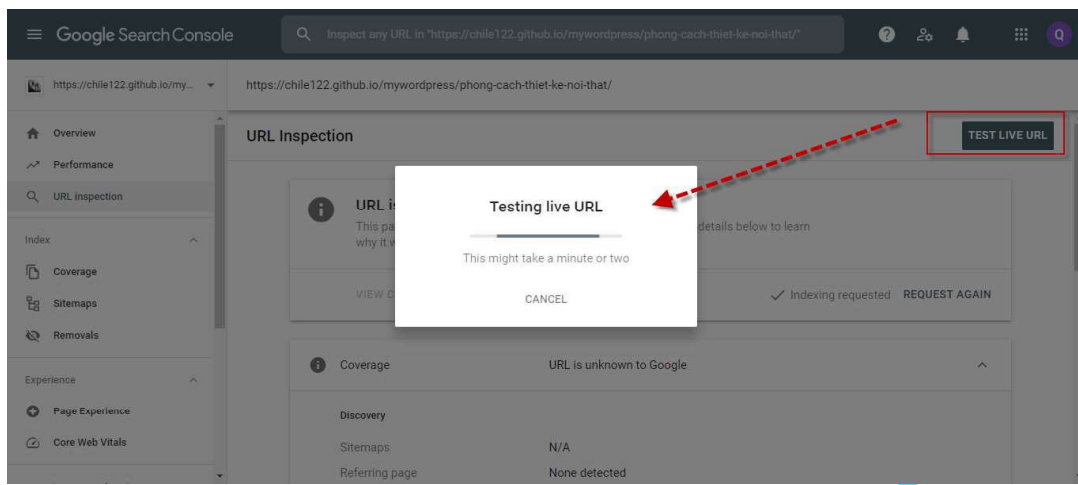 Google Search Console
Inspect any URL in "https://chile122.github.io/mywordpress/phong-cach-thiet-ke-noi-that/"
Q
https://chile122.github.io/my...
https://chile122.github.io/mywordpress/phong-cach-thiet-ke-noi-that/
Overview
Performance
URL inspection
Index
Coverage
Sitemaps
Removals
Experience
Page Experience
Core Web Vitals
URL Inspection
TEST LIVE URL
URL is
This pa
details below to learn
why it w
VIEW C
Indexing requested
REQUEST AGAIN
Testing live URL
This might take a minute or two
CANCEL
Coverage
URL is unknown to Google
Discovery
Sitemaps
N/A
Referring page
None detected